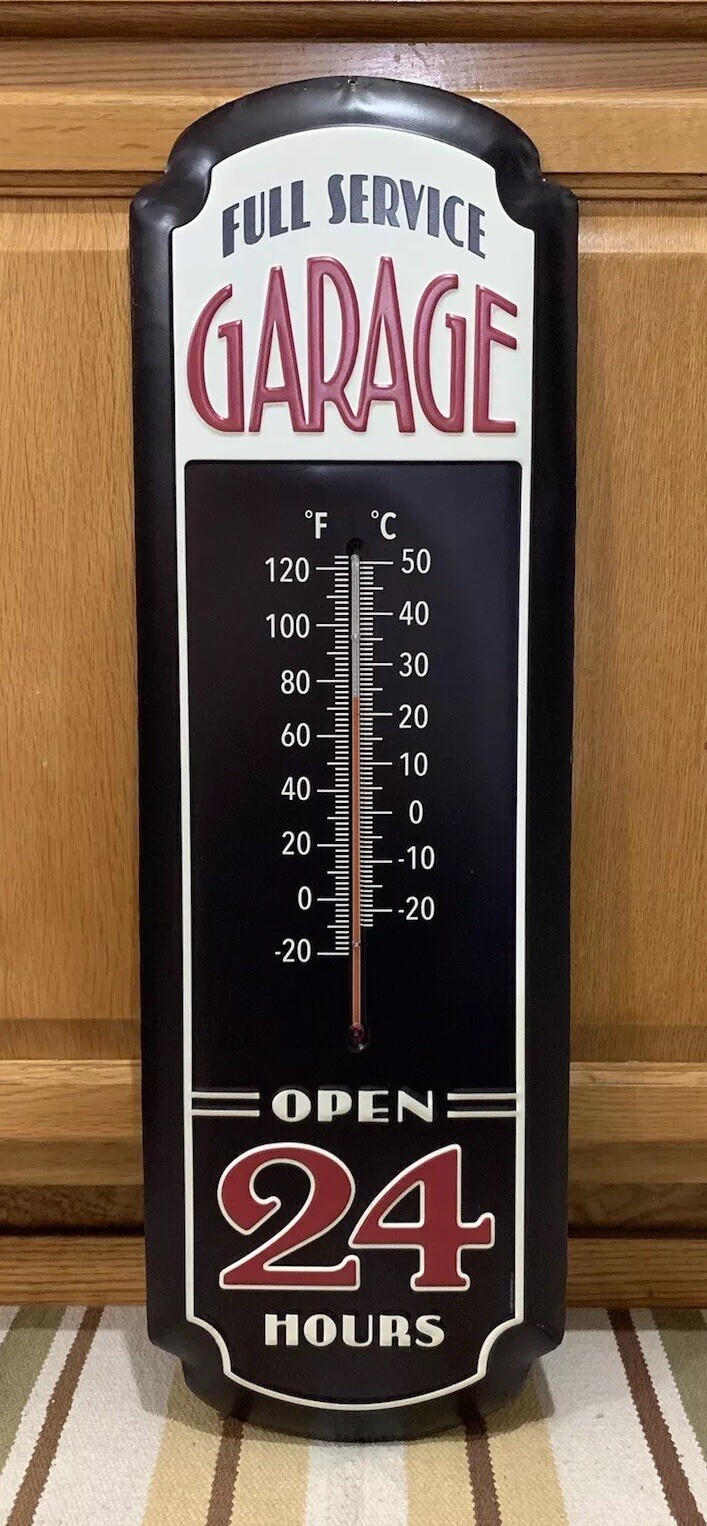 FULL SERVICE
GARAGE
°F °C
120 50
100 40
80 30
60 20
40 10
20 0
0 -10
-20 -20
OPEN
24
HOURS